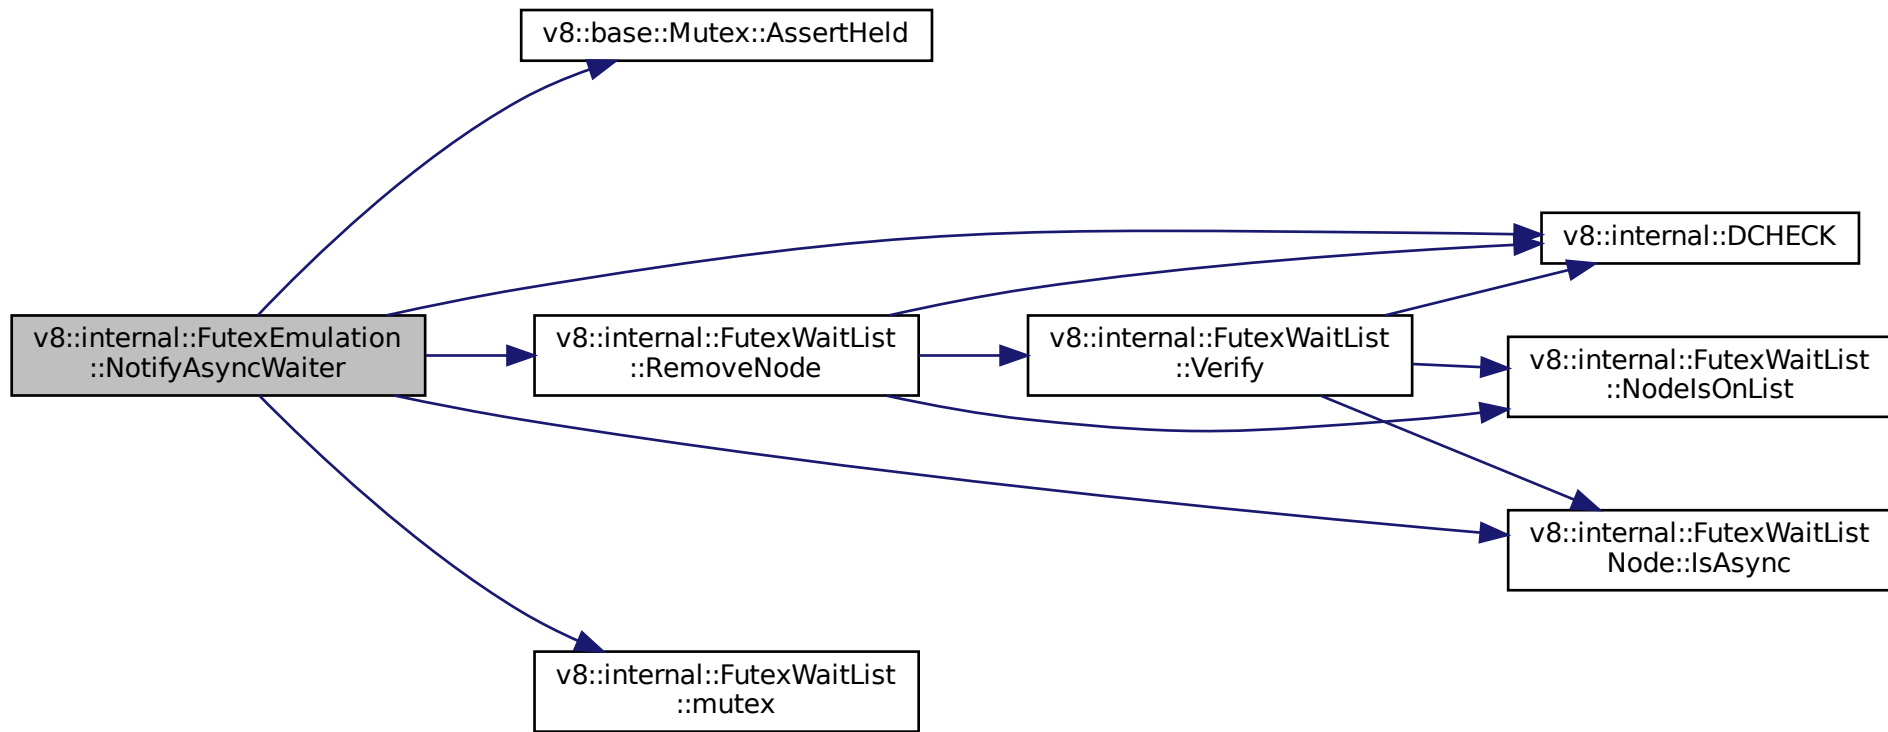 v8::base::Mutex::AssertHeld
v8::internal::DCHECK
v8::internal::FutexEmulation
::NotifyAsyncWaiter
v8::internal::FutexWaitList
::RemoveNode
v8::internal::FutexWaitList
::Verify
v8::internal::FutexWaitList
::NodeIsOnList
v8::internal::FutexWaitList
Node::IsAsync
v8::internal::FutexWaitList
::mutex